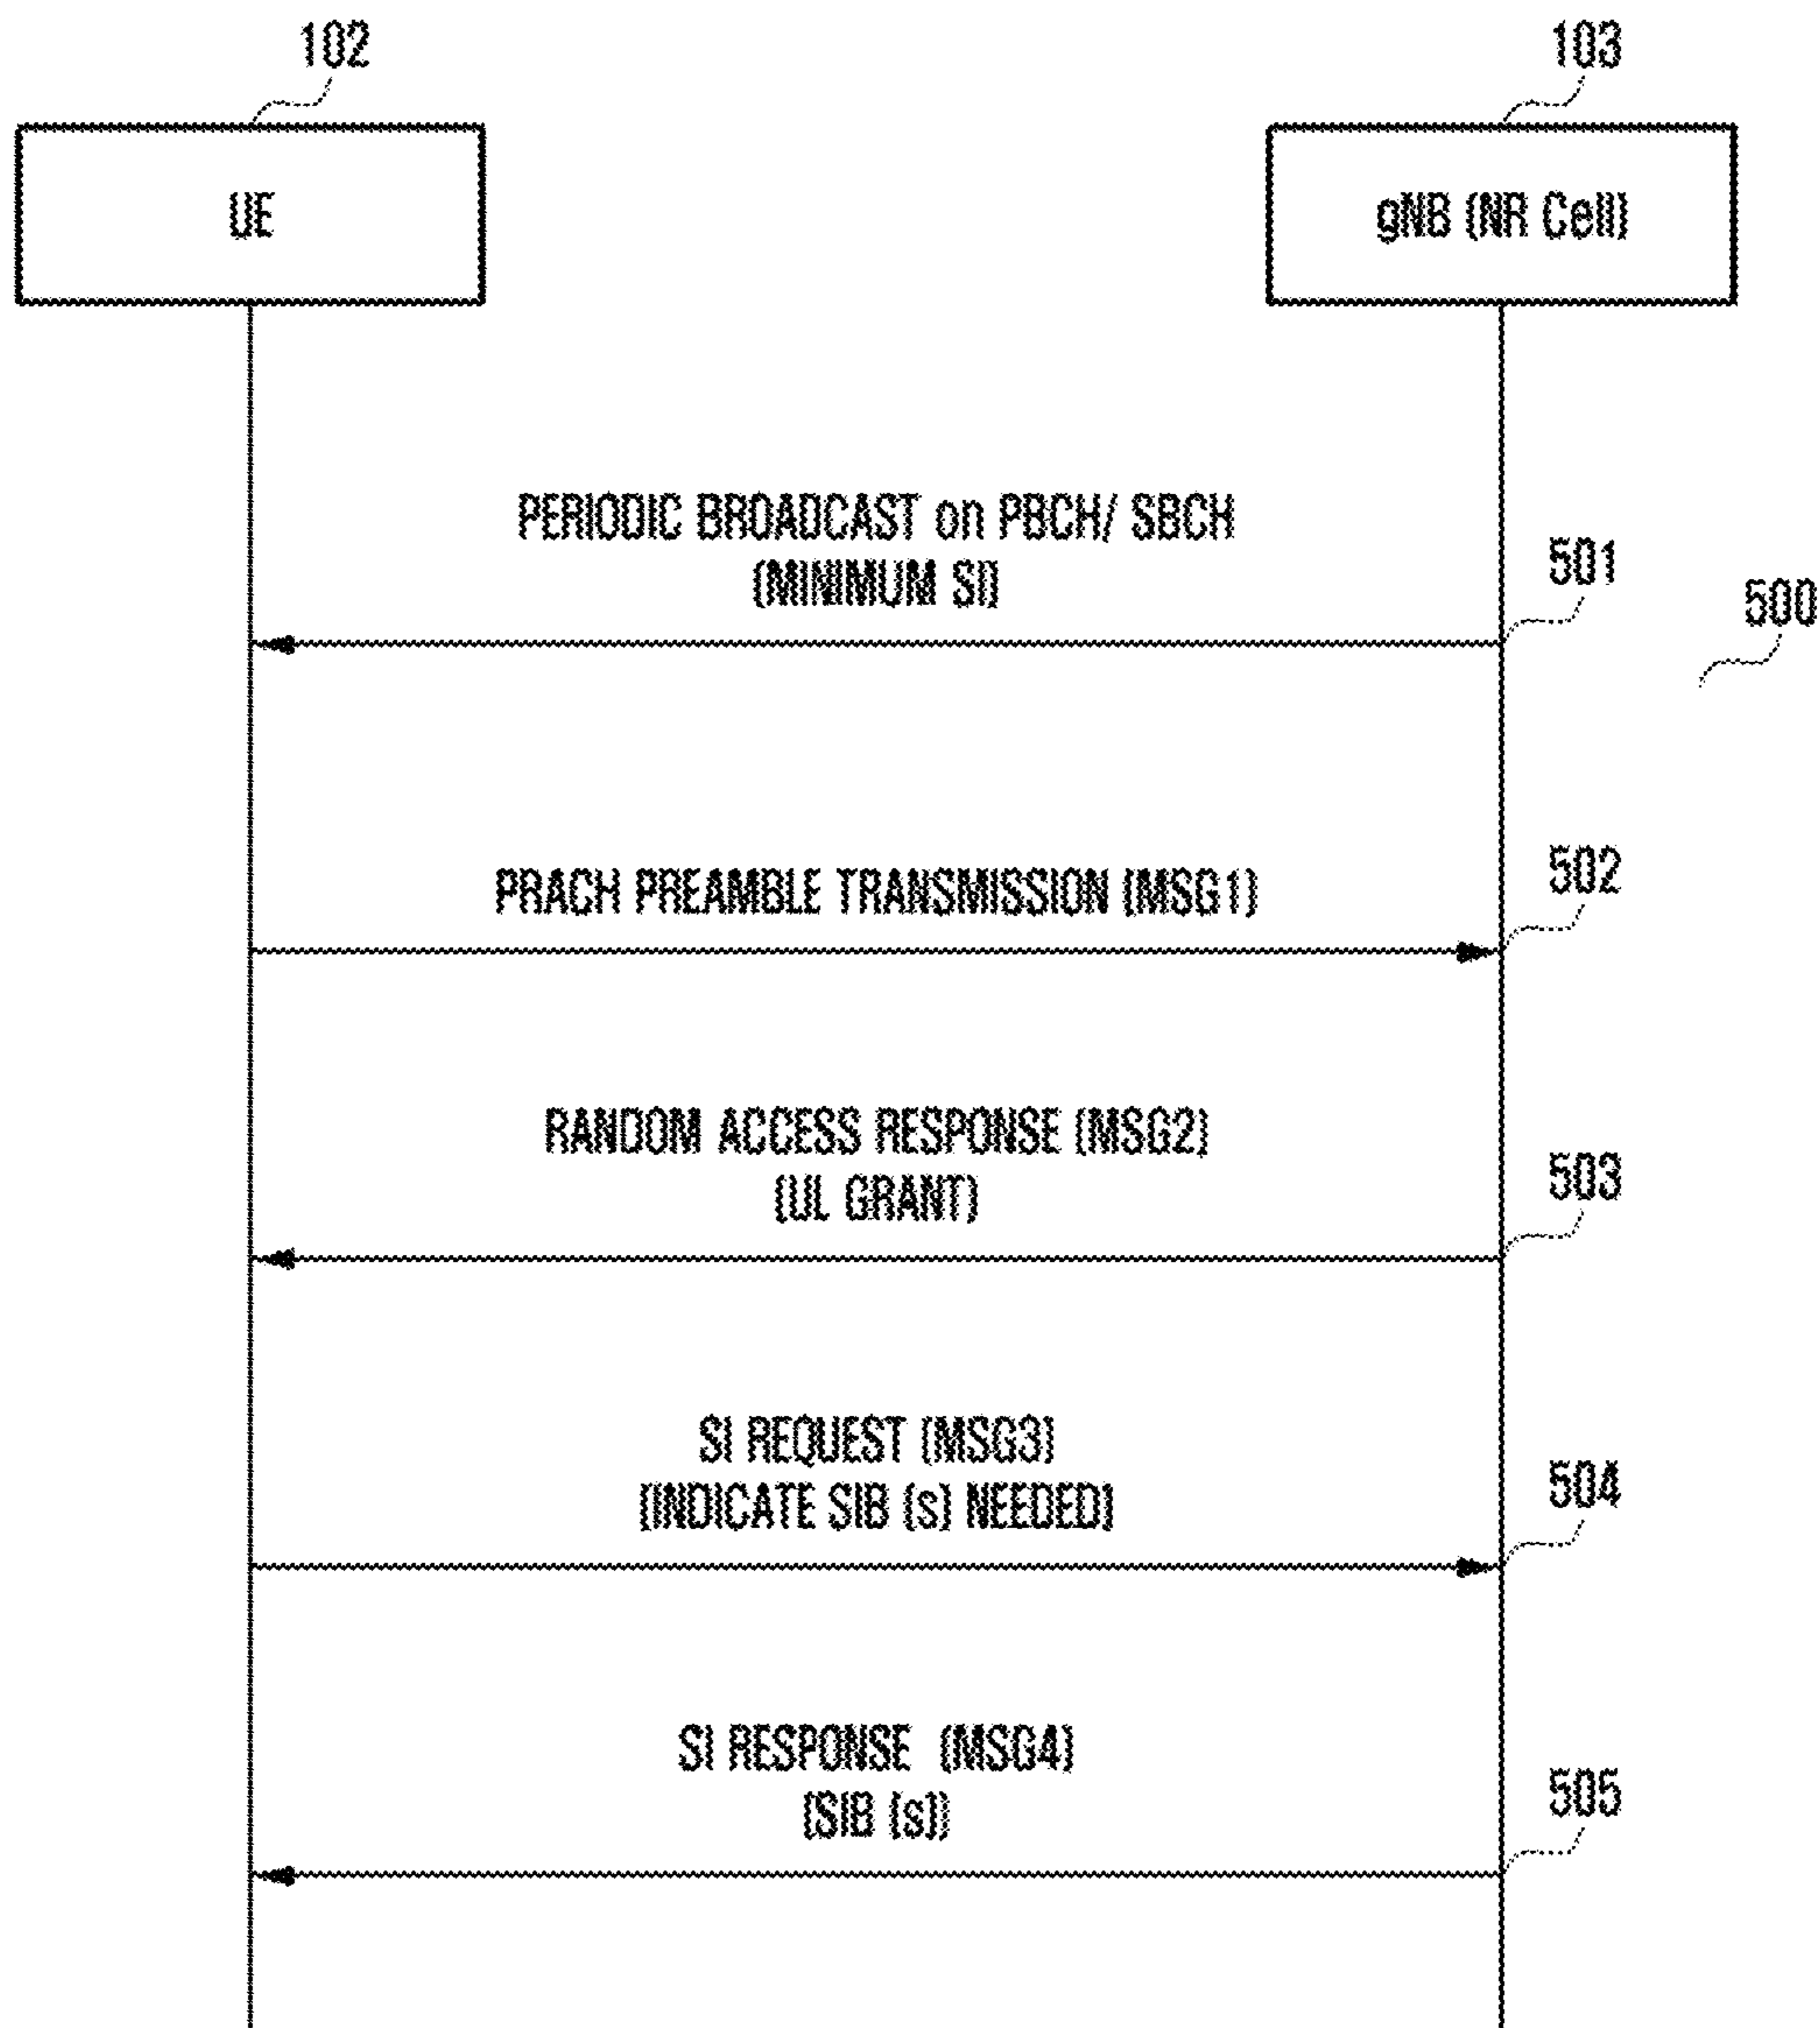 102
103
UE
gNB (NR Cell)
PERIODIC BROADCAST on PBCH/ SBCH
(MINIMUM SI)
501
500
PRACH PREAMBLE TRANSMISSION (MSG1)
502
RANDOM ACCESS RESPONSE (MSG2)
(UL GRANT)
503
SI REQUEST (MSG3)
(INDICATE SIB (s) NEEDED)
504
SI RESPONSE (MSG4)
(SIB (s))
505